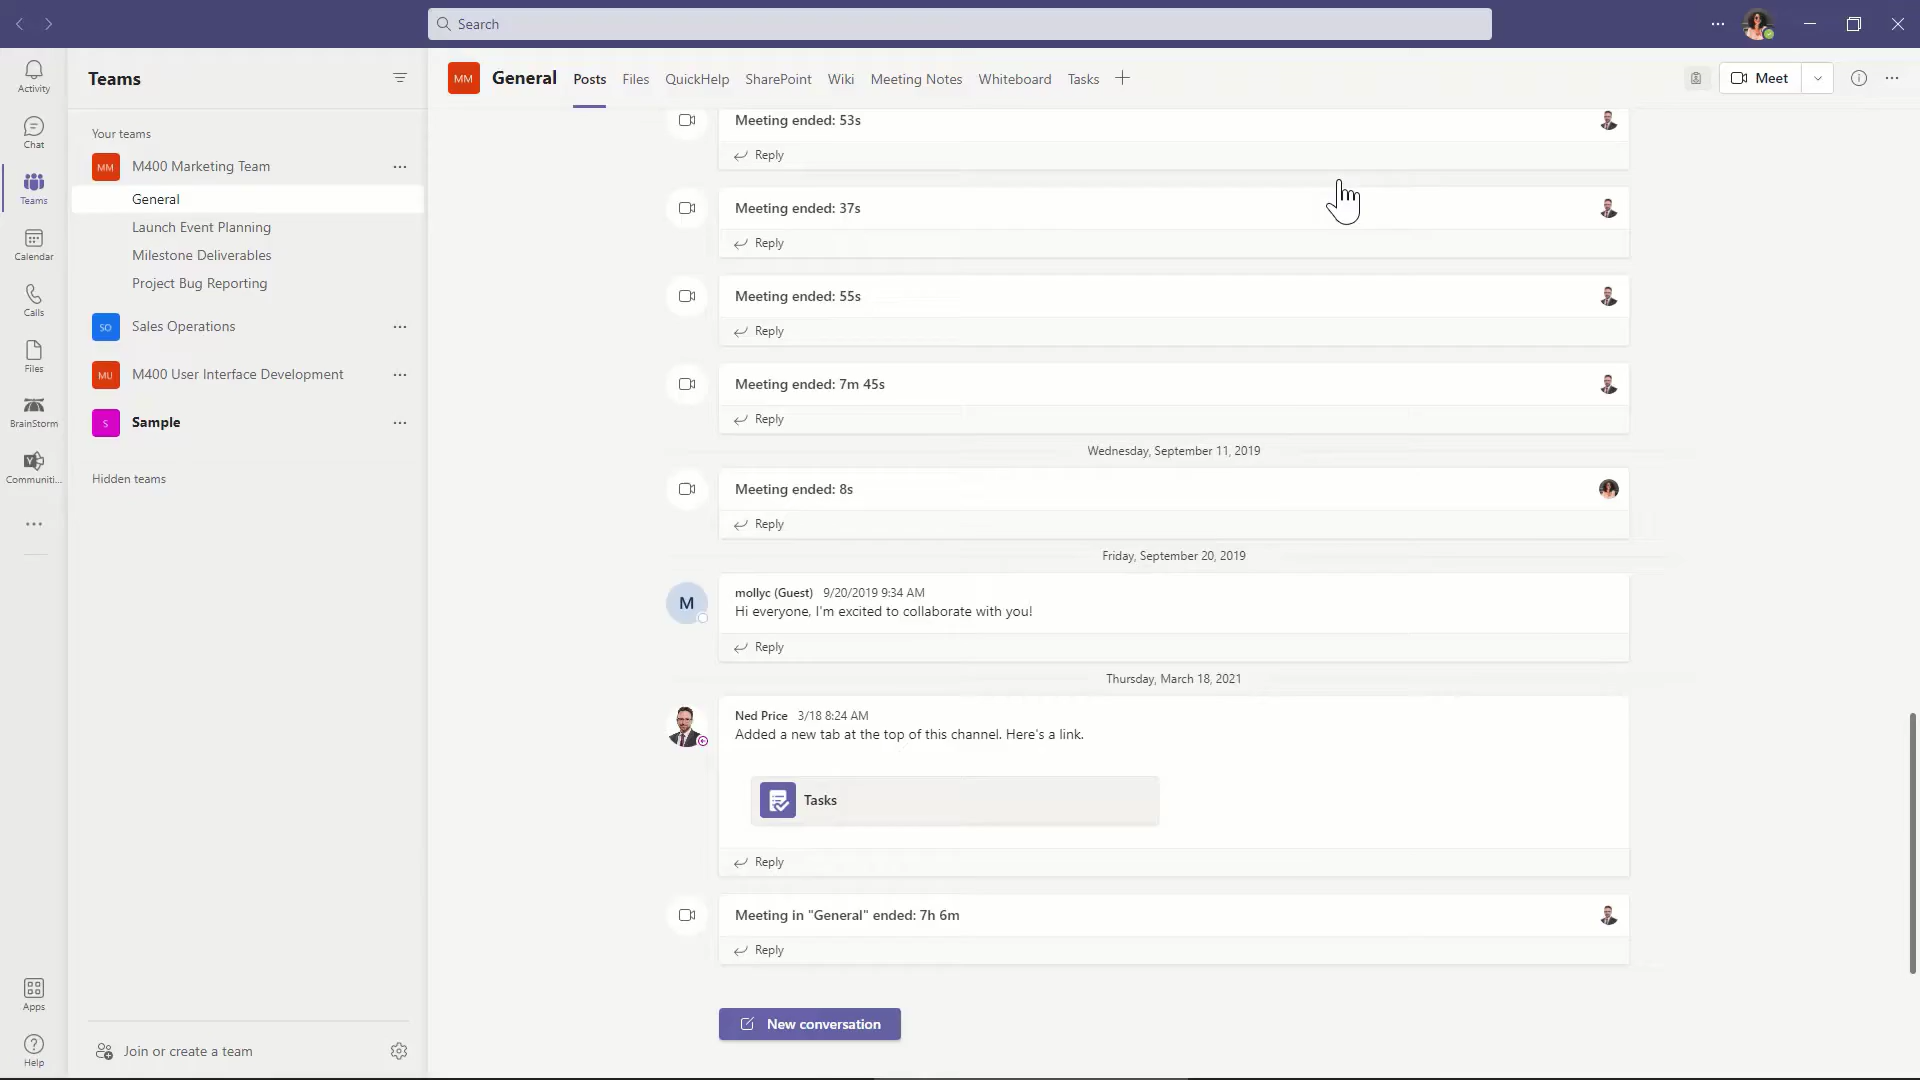 Search
Activity
Chat
Teams
Calendar
Calls
Files
BrainStorm
Communiti...
Apps
Help
Teams
Your teams
MM M400 Marketing Team
General
Launch Event Planning
Milestone Deliverables
Project Bug Reporting
SO Sales Operations
MU M400 User Interface Development
S Sample
Hidden teams
Join or create a team
MM General Posts Files QuickHelp SharePoint Wiki Meeting Notes Whiteboard Tasks
Meet
Meeting ended: 53s
Reply
Meeting ended: 37s
Reply
Meeting ended: 55s
Reply
Meeting ended: 7m 45s
Reply
Wednesday, September 11, 2019
Meeting ended: 8s
Reply
Friday, September 20, 2019
M
mollyc (Guest) 9/20/2019 9:34 AM
Hi everyone, I'm excited to collaborate with you!
Reply
Thursday, March 18, 2021
Ned Price 3/18 8:24 AM
Added a new tab at the top of this channel. Here's a link.
Tasks
Reply
Meeting in "General" ended: 7h 6m
Reply
New conversation